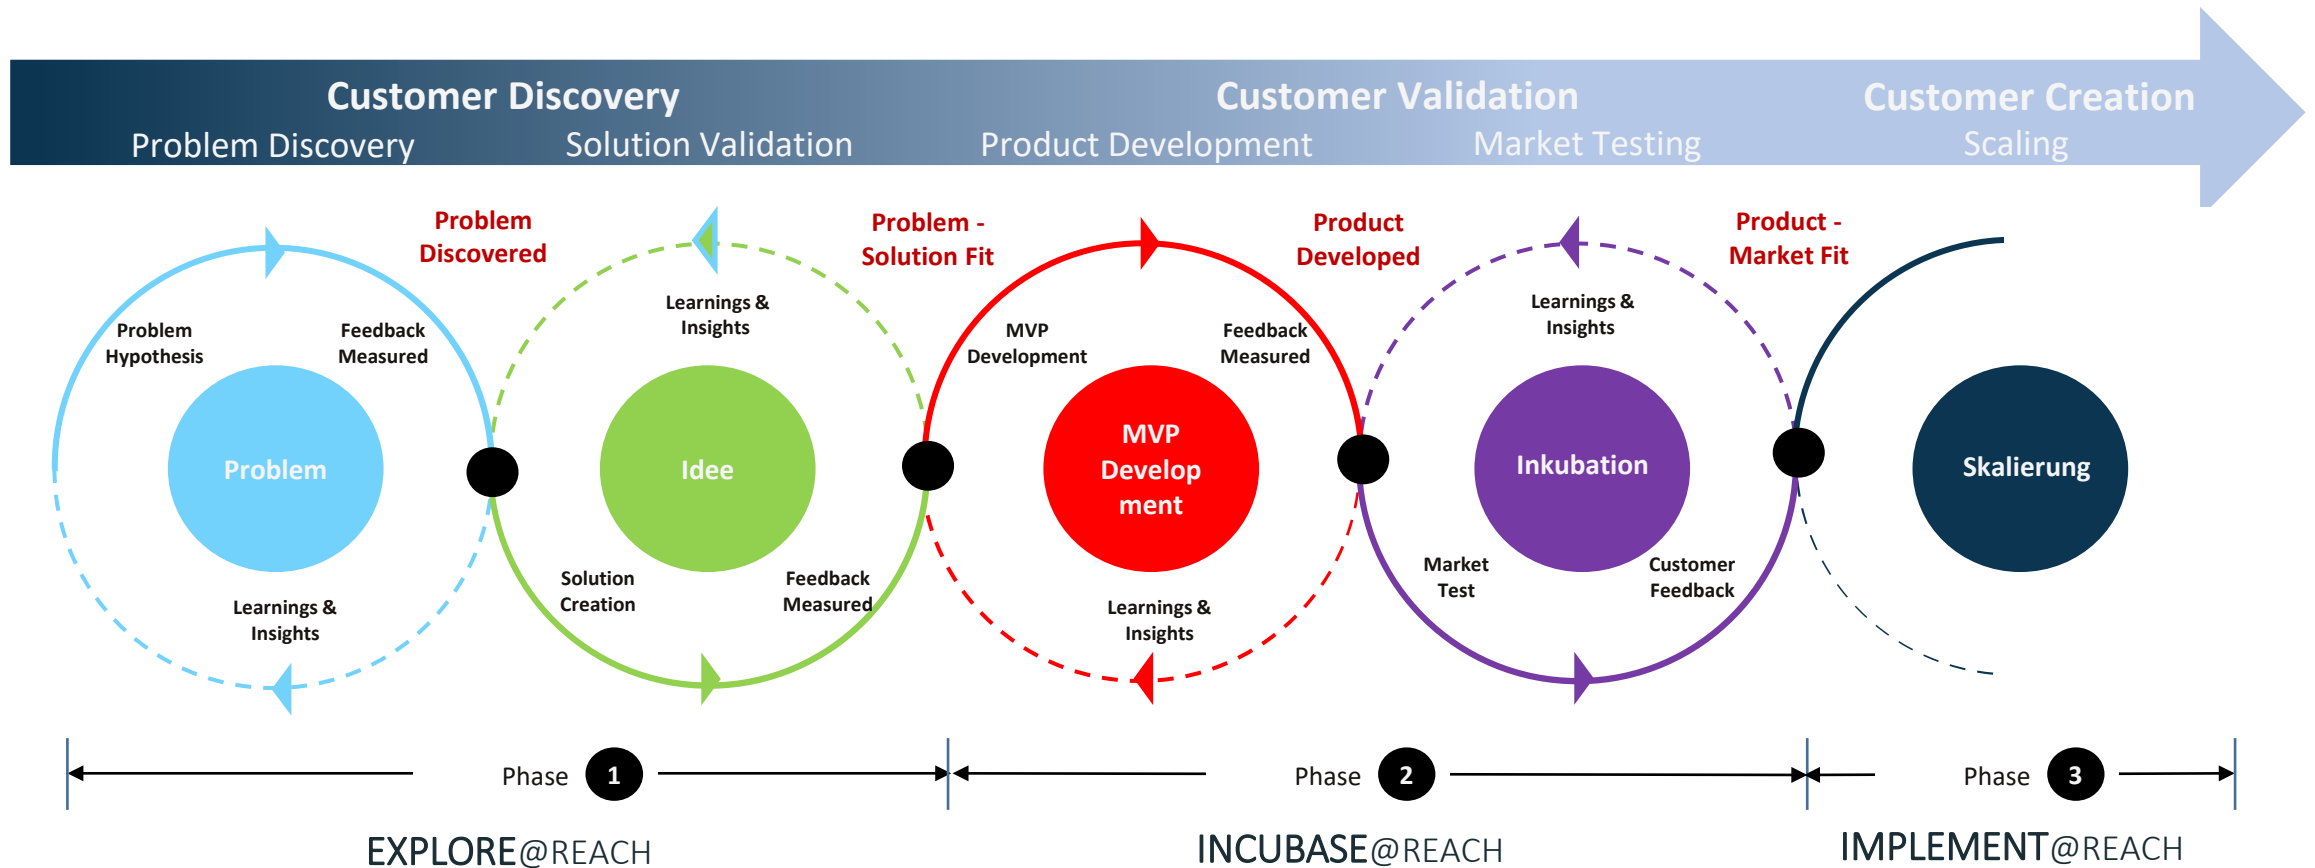 Customer Discovery
Customer Validation
Customer Creation
Problem Discovery
Solution Validation
Product Development
Market Testing
Scaling
Problem
Discovered
Problem -
Solution Fit
Product
Developed
Product -
Market Fit
Problem
Hypothesis
Feedback
Measured
Problem
Learnings &
Insights
Learnings &
Insights
Idee
Solution
Creation
Feedback
Measured
MVP
Development
Feedback
Measured
MVP
Develop
ment
Learnings &
Insights
Learnings &
Insights
Inkubation
Market
Test
Customer
Feedback
Skalierung
Phase 1
Phase 2
Phase 3
EXPLORE@REACH
INCUBASE@REACH
IMPLEMENT@REACH